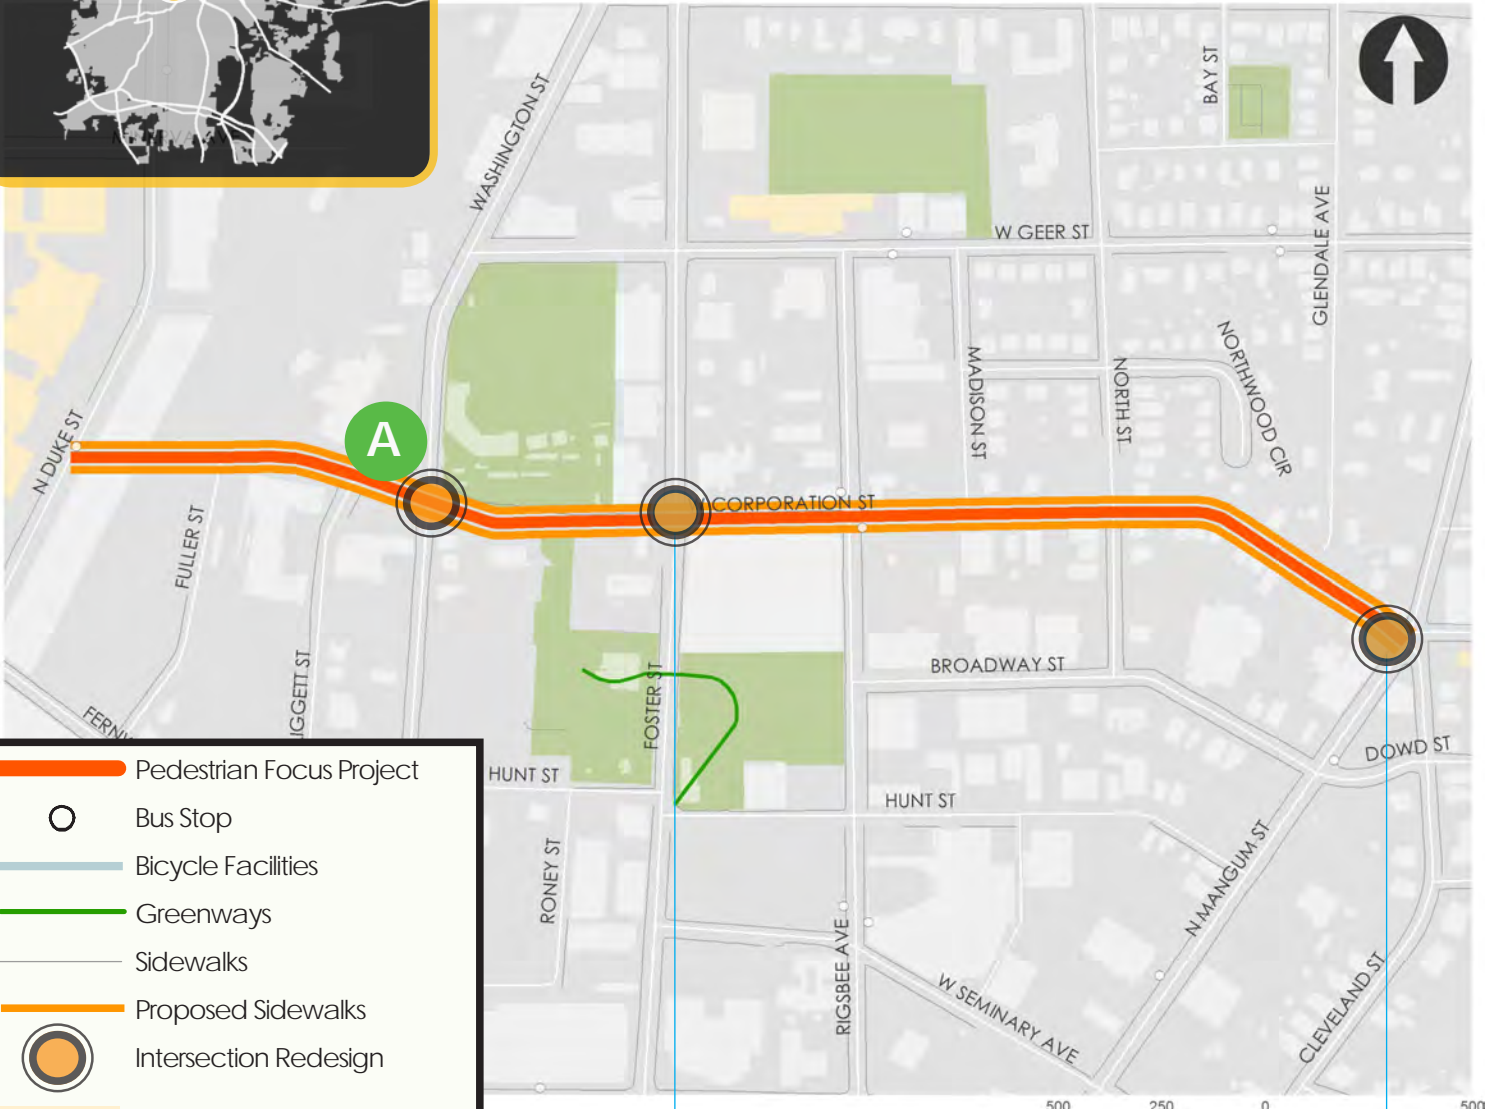 WASHINGTON ST
BAY ST
GLENDALE AVE
W GEER ST
MADISON ST
NORTH ST
NORTHWOOD CIR
N DUKE ST
A
CORPORATION ST
FULLER ST
BROADWAY ST
FOSTER ST
DOWD ST
HUNT ST
HUNT ST
RONEY ST
N MANGUM ST
RIGSBEE AVE
W SEMINARY AVE
CLEVELAND ST
Pedestrian Focus Project
Bus Stop
Bicycle Facilities
Greenways
Sidewalks
Proposed Sidewalks
Intersection Redesign
500 250 0 500